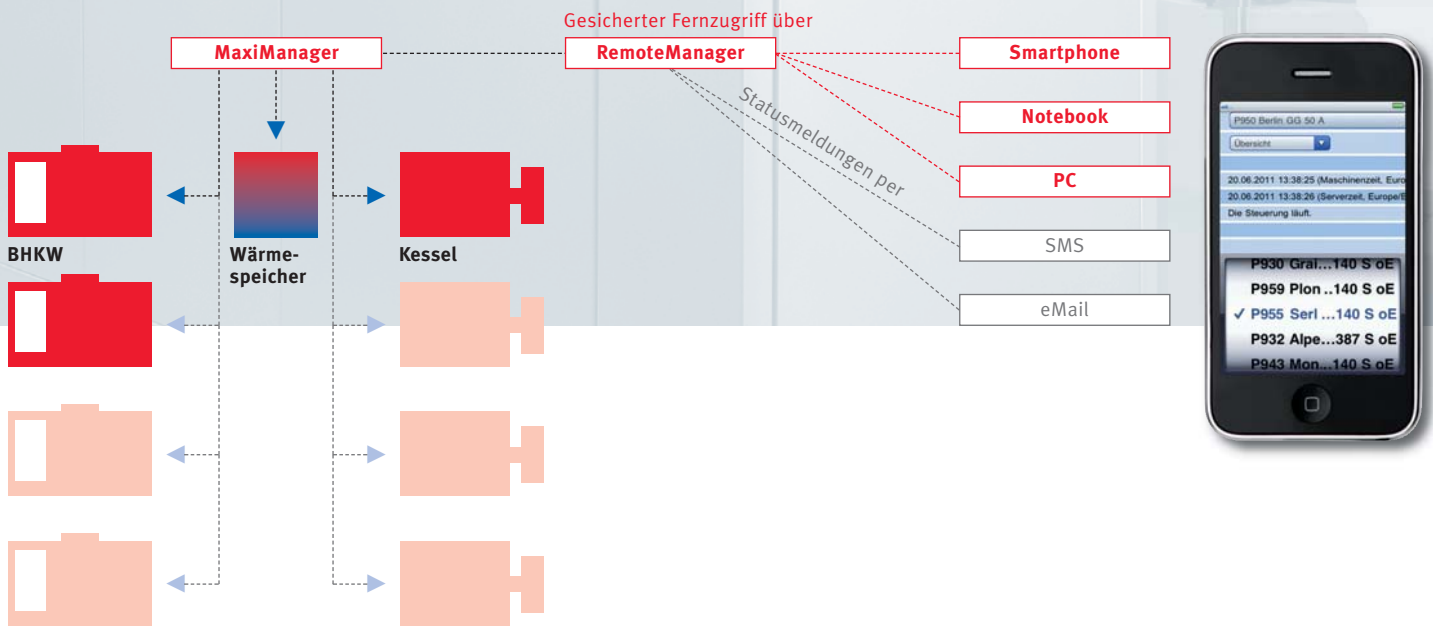 Gesicherter Fernzugriff über
MaxiManager
RemoteManager
Smartphone
Notebook
PC
Statusmeldungen per
SMS
eMail
BHKW
Wärme-
speicher
Kessel
P950 Berlin GG 50 A
Übersicht
20.06.2011 13:38:25 (Maschinenzeit, Euro
20.06.2011 13:38:26 (Serverzeit, Europe/E
Die Steuerung läuft.
P930 Grai...140 S oE
P959 Plon ..140 S oE
✓ P955 Serl ...140 S oE
P932 Alpe...387 S oE
P943 Mon...140 S oE